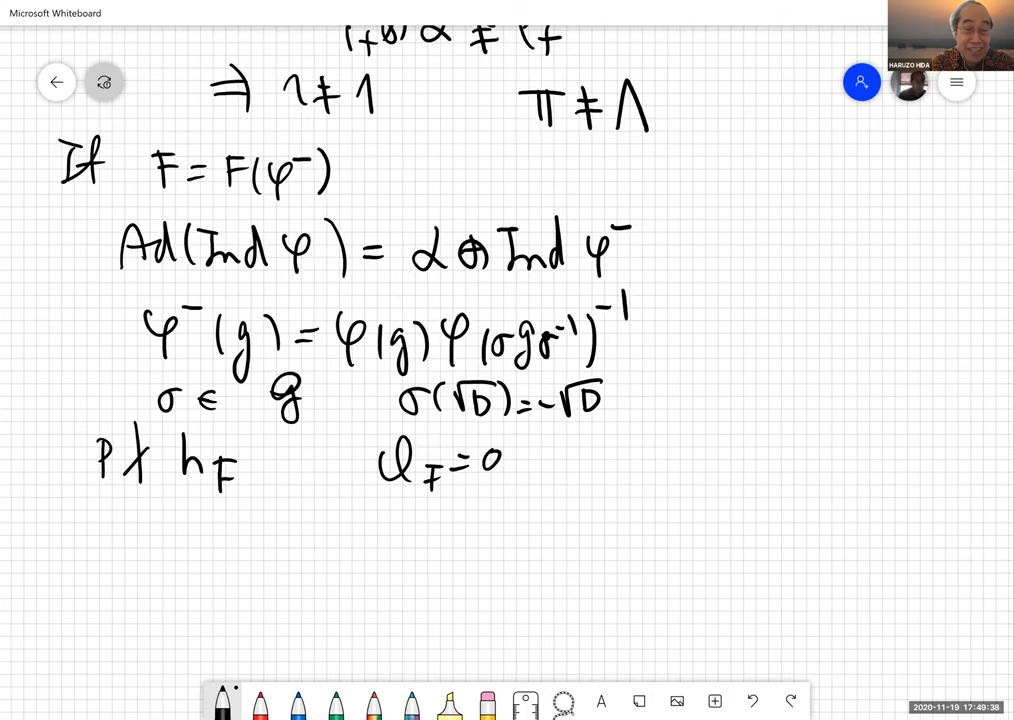 Microsoft Whiteboard
HARUZO HIDA
⇒ ≠ 1    𝕋 ≠ Λ
If F = F(φ⁻)
Ad(Ind φ) = α ⊕ Ind φ⁻
φ⁻(g) = φ(g) φ(σgσ⁻¹)⁻¹
σ ∈ 𝒢    σ(√D) = -√D
p ∤ h_F    Cl_F = 0
A
2020-11-19 17:49:38